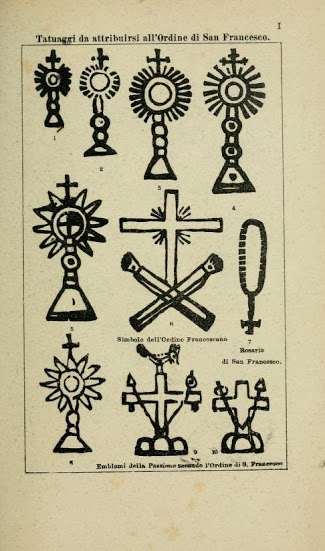 I
Tatuaggi da attribuirsi all'Ordine di San Francesco.
1
2
3
4
5
6
7
Simbolo dell'Ordine Francescano
Rosario
di San Francesco.
8
9
10
Emblemi della Passione secondo l'Ordine di S. Francesco